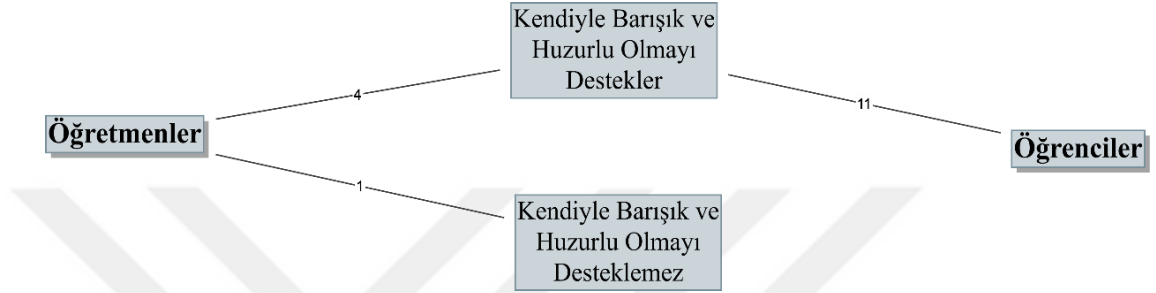 Kendiyle Barışık ve
Huzurlu Olmayı
Destekler
4
11
Öğretmenler
Öğrenciler
1
Kendiyle Barışık ve
Huzurlu Olmayı
Desteklemez